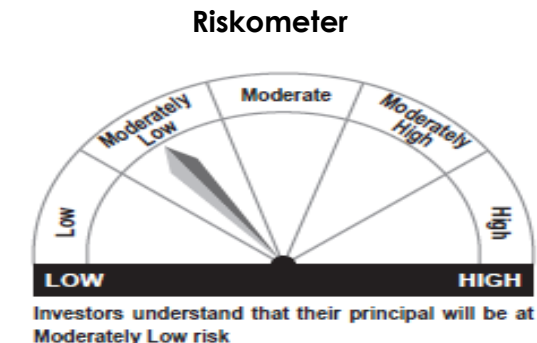 Riskometer
Moderate
Moderately
Low
Moderately
High
Low
High
LOW
HIGH
Investors understand that their principal will be at
Moderately Low risk